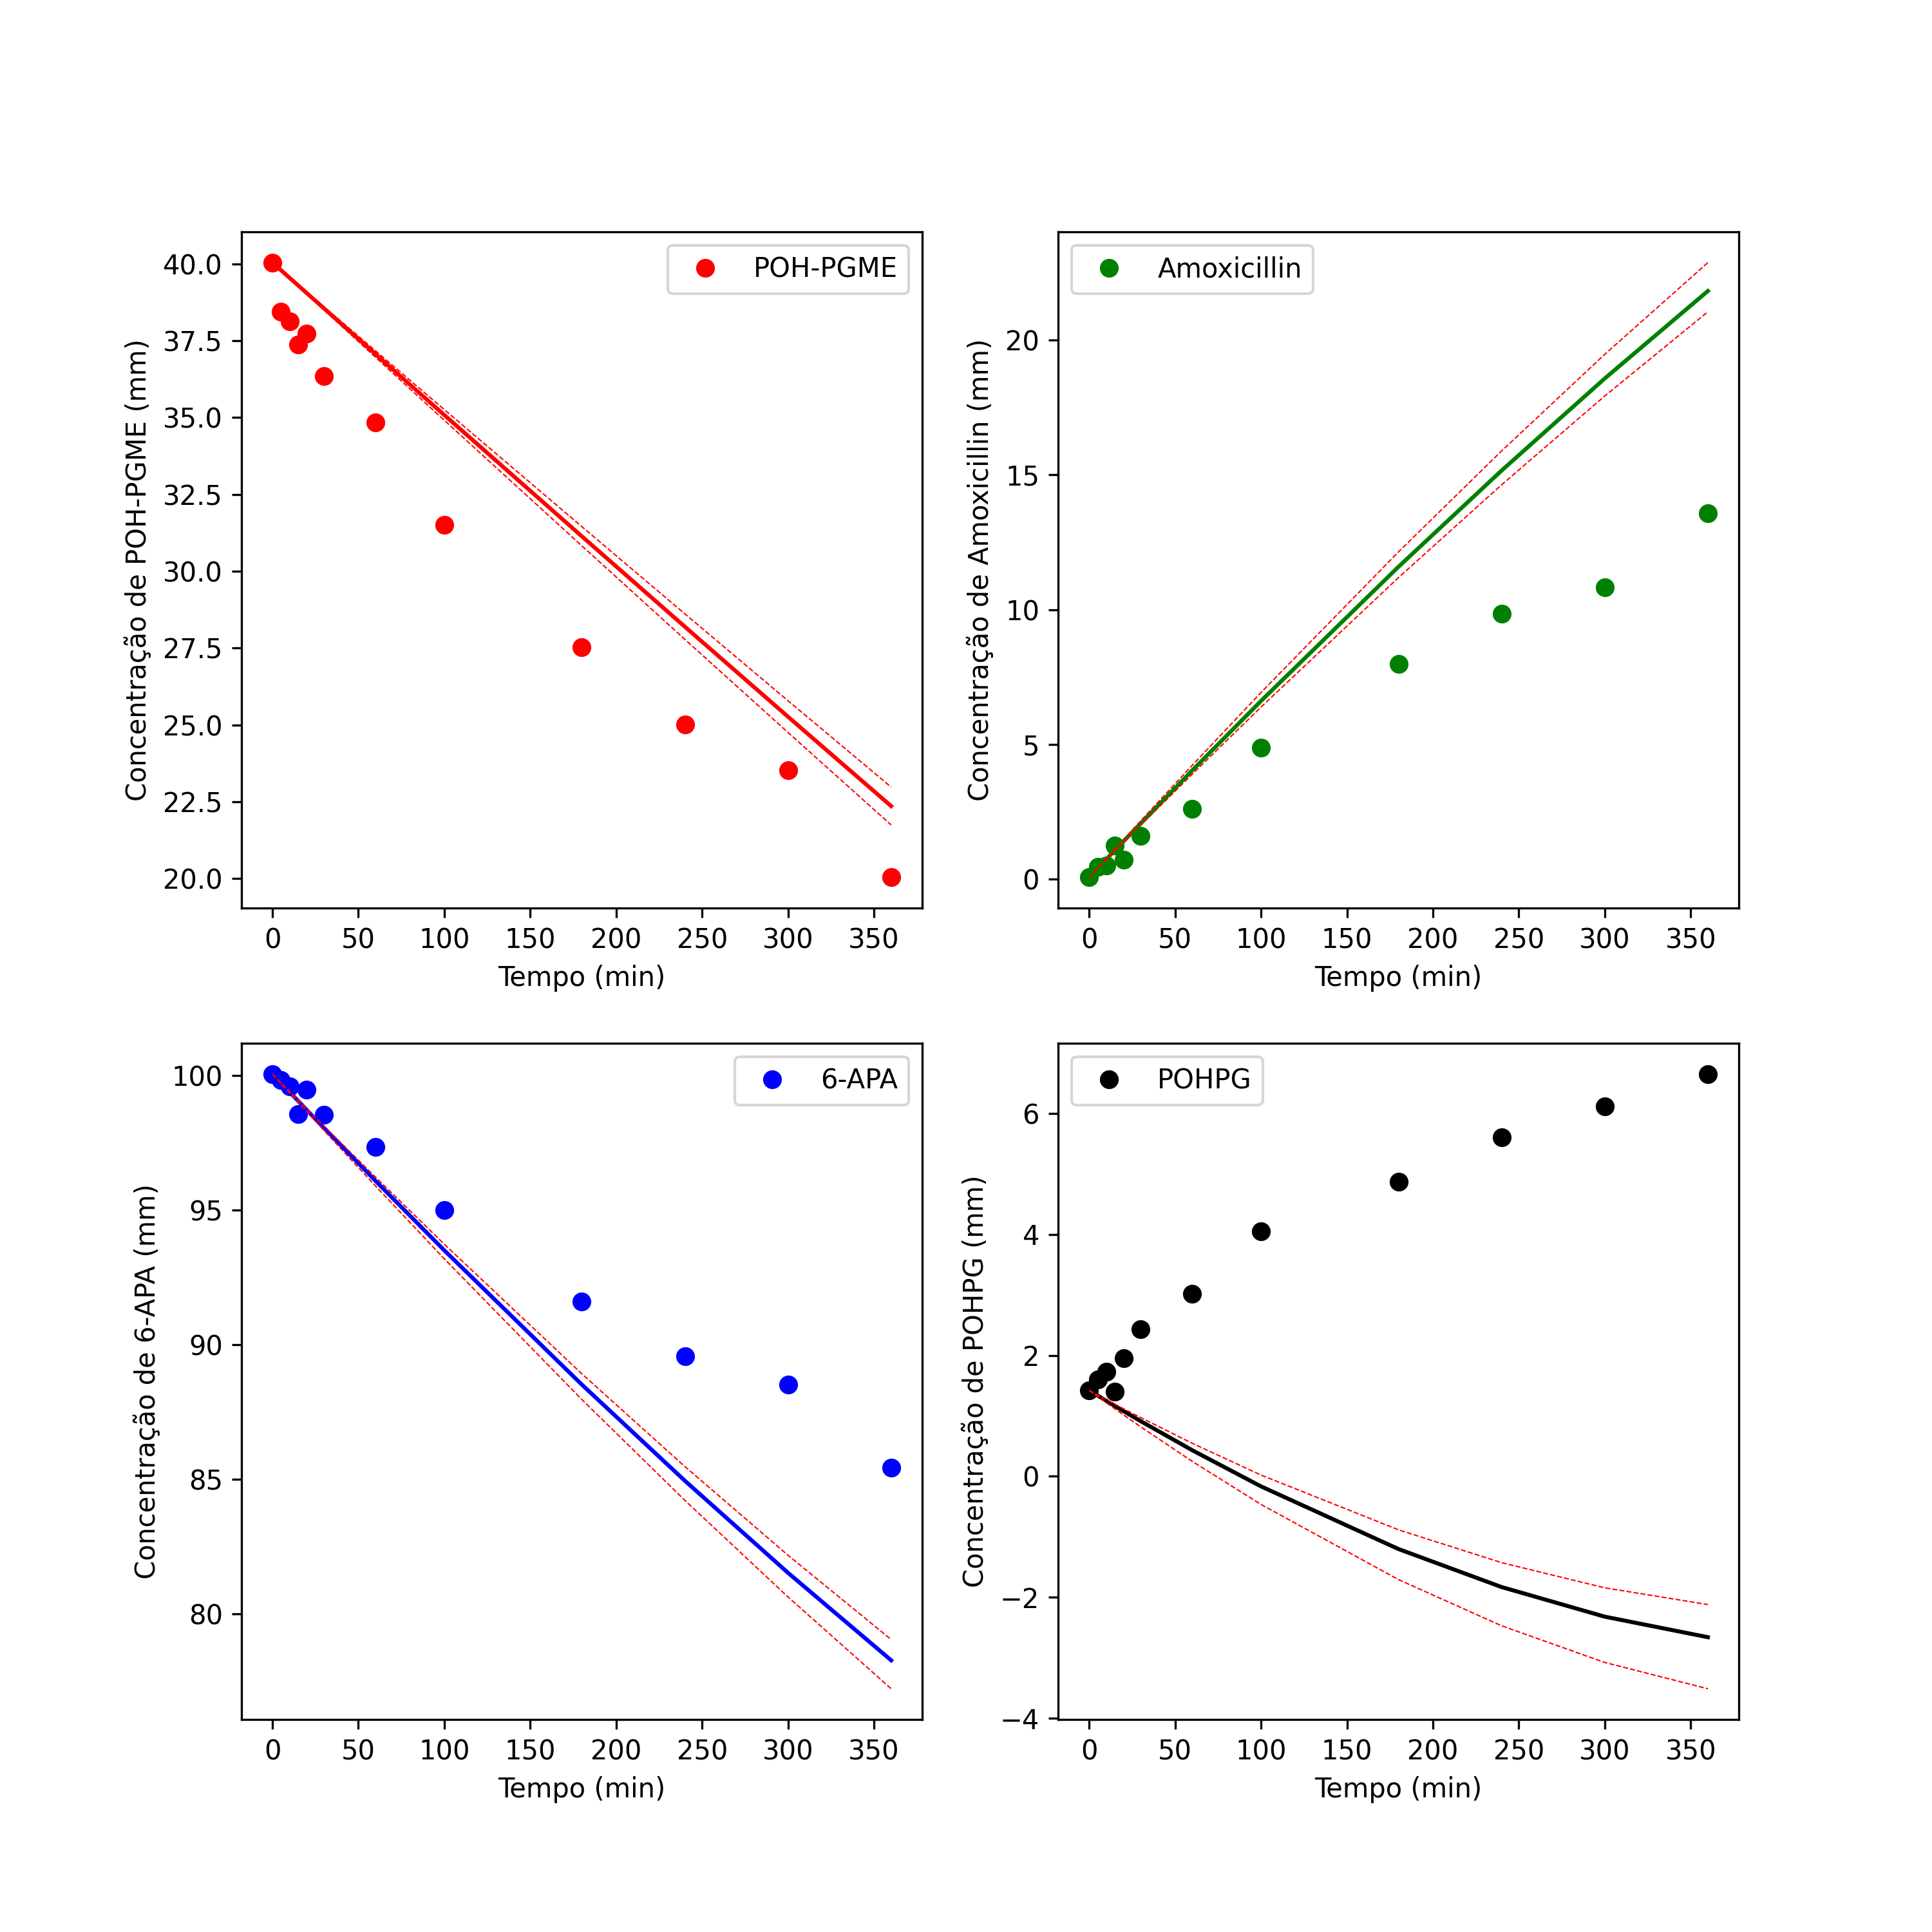 POH-PGME
40.0
37.5
35.0
32.5
30.0
27.5
25.0
22.5
20.0
Concentração de POH-PGME (mm)
0 50 100 150 200 250 300 350
Tempo (min)
Amoxicillin
20
15
10
5
0
Concentração de Amoxicillin (mm)
0 50 100 150 200 250 300 350
Tempo (min)
6-APA
100
95
90
85
80
Concentração de 6-APA (mm)
0 50 100 150 200 250 300 350
Tempo (min)
POHPG
6
4
2
0
−2
−4
Concentração de POHPG (mm)
0 50 100 150 200 250 300 350
Tempo (min)